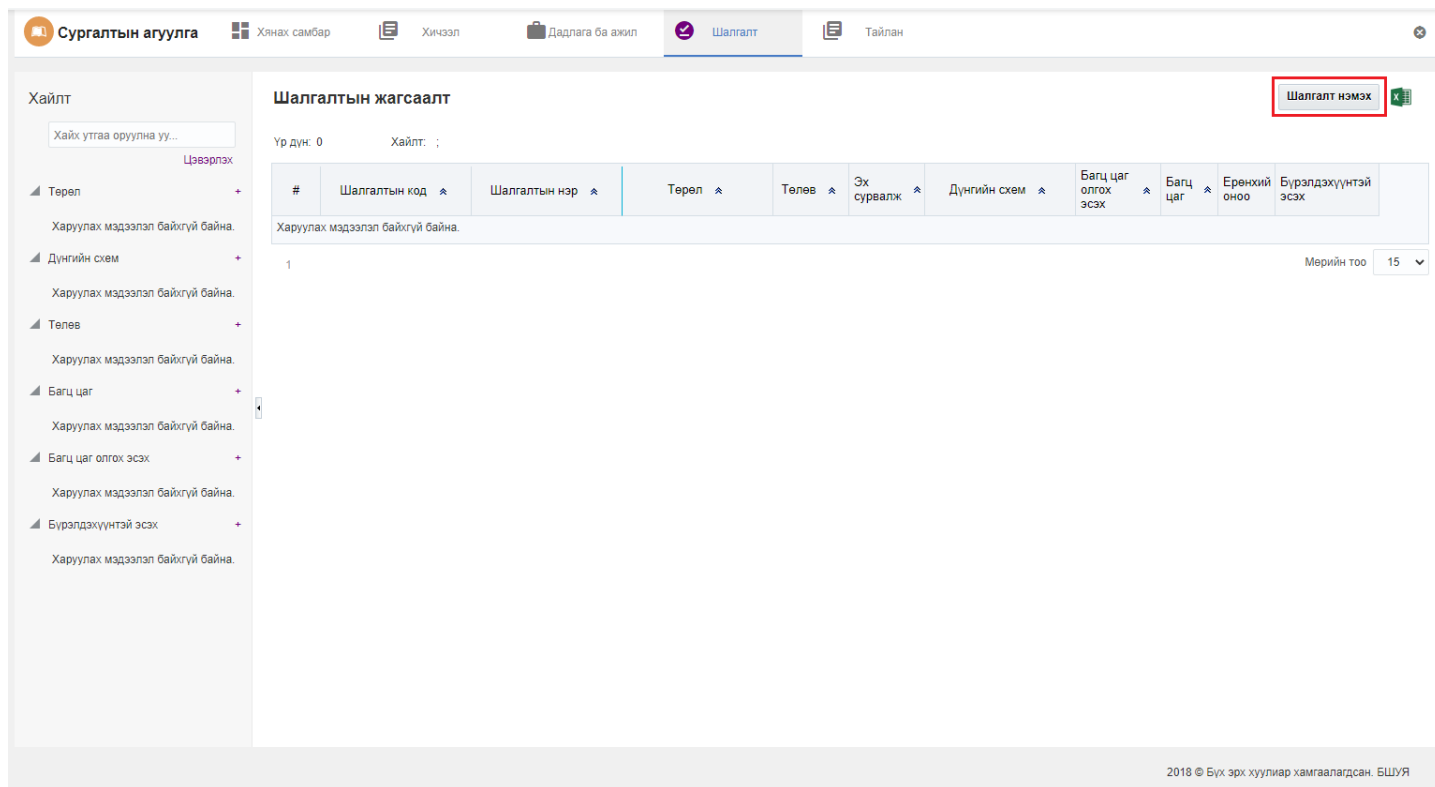 Сургалтын агуулга
Хянах самбар
Хичээл
Дадлага ба ажил
Шалгалт
Тайлан
Хайлт
Хайх утгаа оруулна уу...
Цэвэрлэх
Төрөл +
Харуулах мэдээлэл байхгүй байна.
Дүнгийн схем +
Харуулах мэдээлэл байхгүй байна.
Төлөв +
Харуулах мэдээлэл байхгүй байна.
Багц цаг +
Харуулах мэдээлэл байхгүй байна.
Багц цаг олгох эсэх +
Харуулах мэдээлэл байхгүй байна.
Бүрэлдэхүүнтэй эсэх +
Харуулах мэдээлэл байхгүй байна.
Шалгалтын жагсаалт
Шалгалт нэмэх
Үр дүн: 0 Хайлт: ;
#
Шалгалтын код
Шалгалтын нэр
Төрөл
Төлөв
Эх
сурвалж
Дүнгийн схем
Багц цаг
олгох
эсэх
Багц
цаг
Ерөнхий
оноо
Бүрэлдэхүүнтэй
эсэх
Харуулах мэдээлэл байхгүй байна.
1
Мөрийн тоо 15
2018 © Бүх эрх хуулиар хамгаалагдсан. БШУЯ